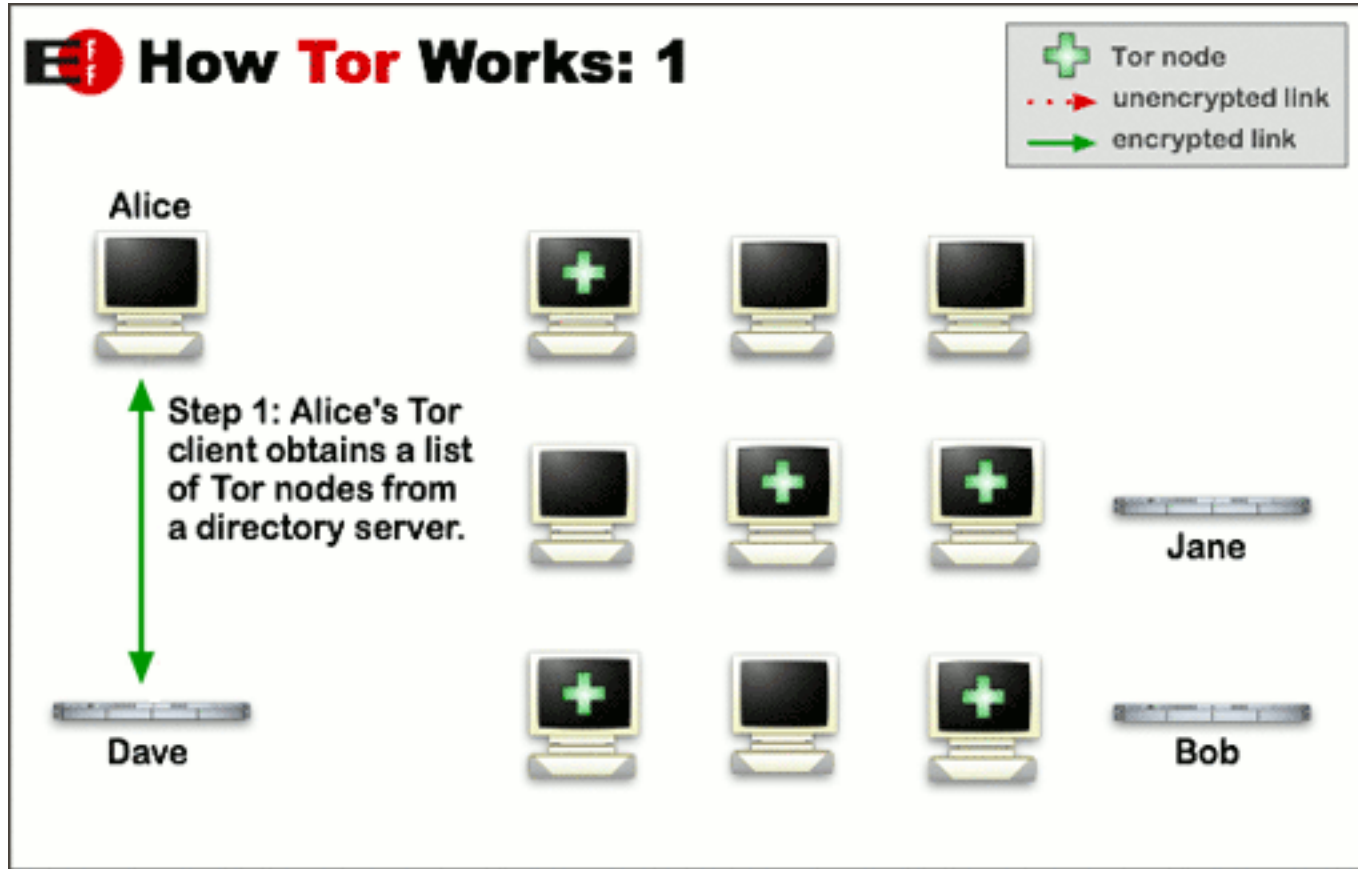 EFF How Tor Works: 1
Tor node
unencrypted link
encrypted link
Alice
Step 1: Alice's Tor
client obtains a list
of Tor nodes from
a directory server.
Jane
Dave
Bob